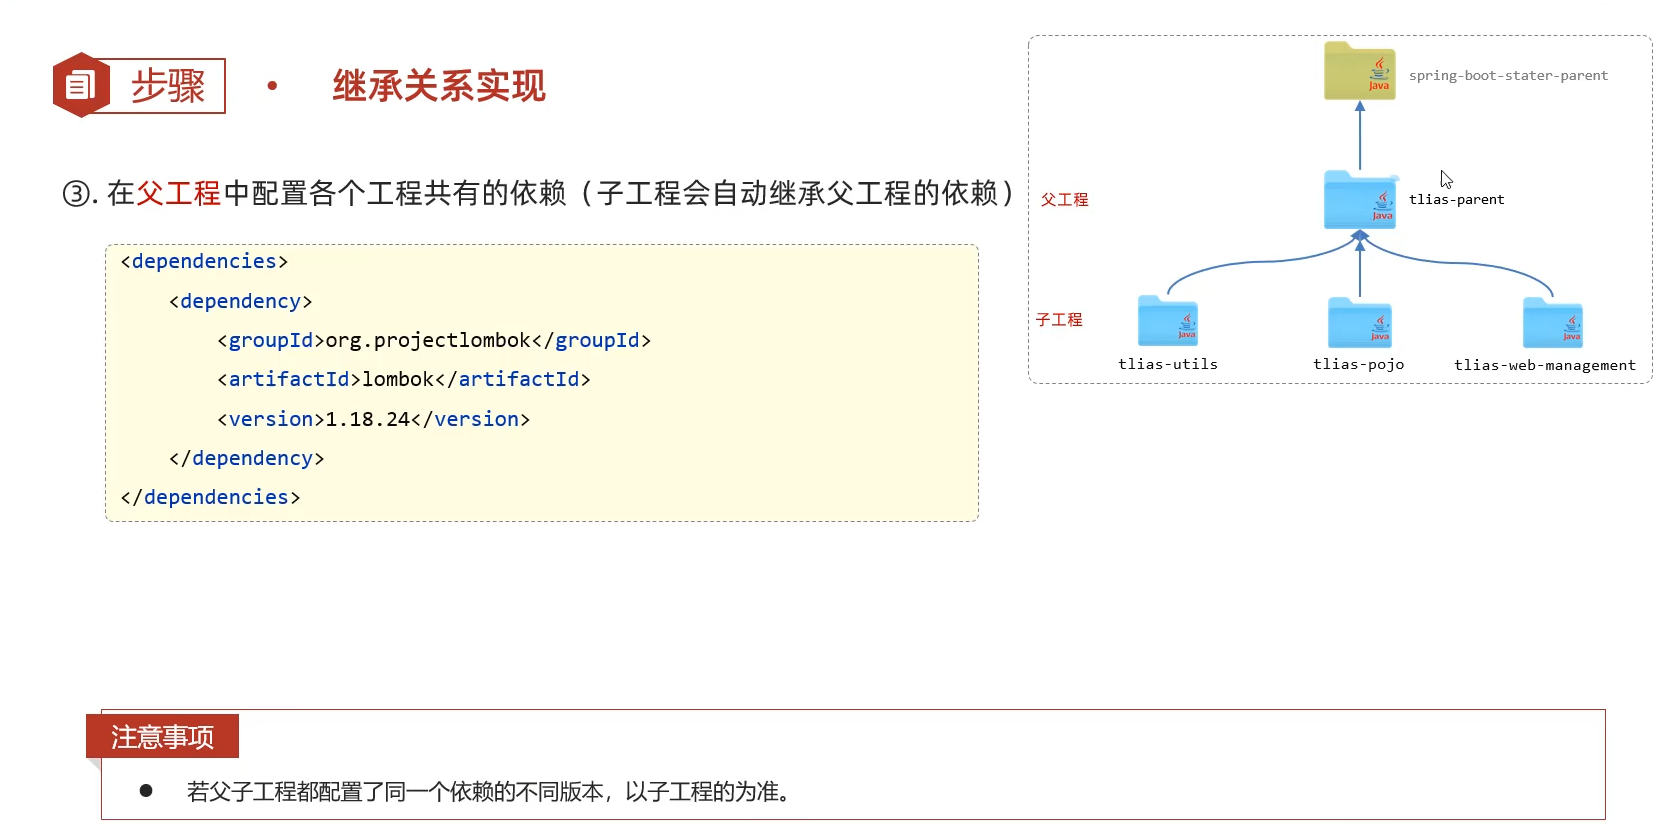 步骤
•
继承关系实现
③. 在父工程中配置各个工程共有的依赖（子工程会自动继承父工程的依赖）
<dependencies>
<dependency>
<groupId>org.projectlombok</groupId>
<artifactId>lombok</artifactId>
<version>1.18.24</version>
</dependency>
</dependencies>
Java
spring-boot-stater-parent
父工程
Java
tlias-parent
子工程
Java
Java
Java
tlias-utils
tlias-pojo
tlias-web-management
注意事项
● 若父子工程都配置了同一个依赖的不同版本，以子工程的为准。